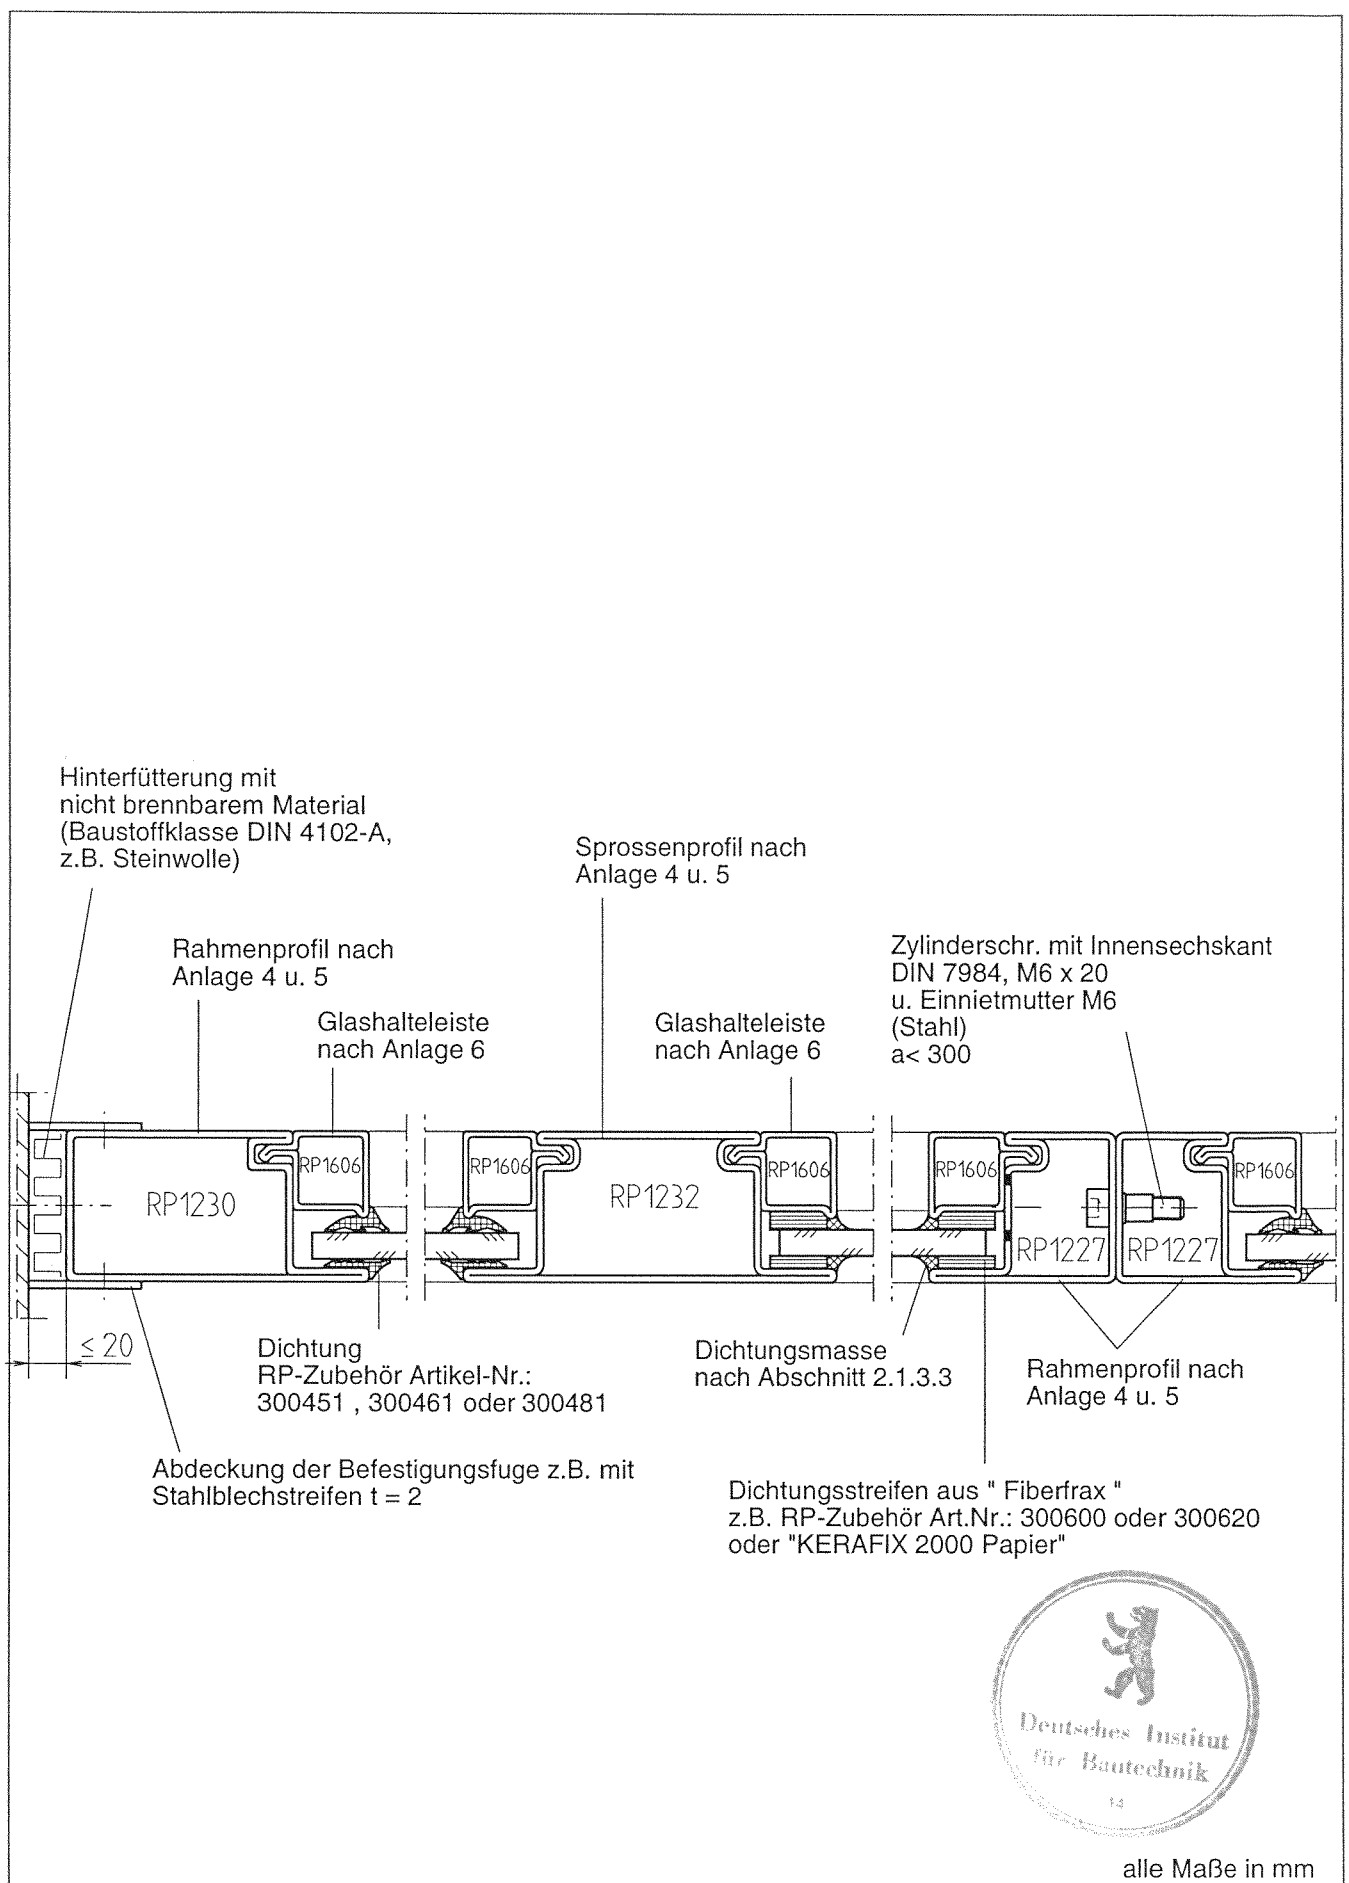 Hinterfütterung mit
nicht brennbarem Material
(Baustoffklasse DIN 4102-A,
z.B. Steinwolle)
Sprossenprofil nach
Anlage 4 u. 5
Rahmenprofil nach
Anlage 4 u. 5
Zylinderschr. mit Innensechskant
DIN 7984, M6 x 20
u. Einnietmutter M6
(Stahl)
a< 300
Glashalteleiste
nach Anlage 6
Glashalteleiste
nach Anlage 6
RP1230
RP1606
RP1606
RP1232
RP1606
RP1606
RP1227
RP1227
RP1606
≤ 20
Dichtung
RP-Zubehör Artikel-Nr.:
300451 , 300461 oder 300481
Dichtungsmasse
nach Abschnitt 2.1.3.3
Rahmenprofil nach
Anlage 4 u. 5
Abdeckung der Befestigungsfuge z.B. mit
Stahlblechstreifen t = 2
Dichtungsstreifen aus " Fiberfrax "
z.B. RP-Zubehör Art.Nr.: 300600 oder 300620
oder "KERAFIX 2000 Papier"
Deutsches Institut
für Bautechnik
14
alle Maße in mm